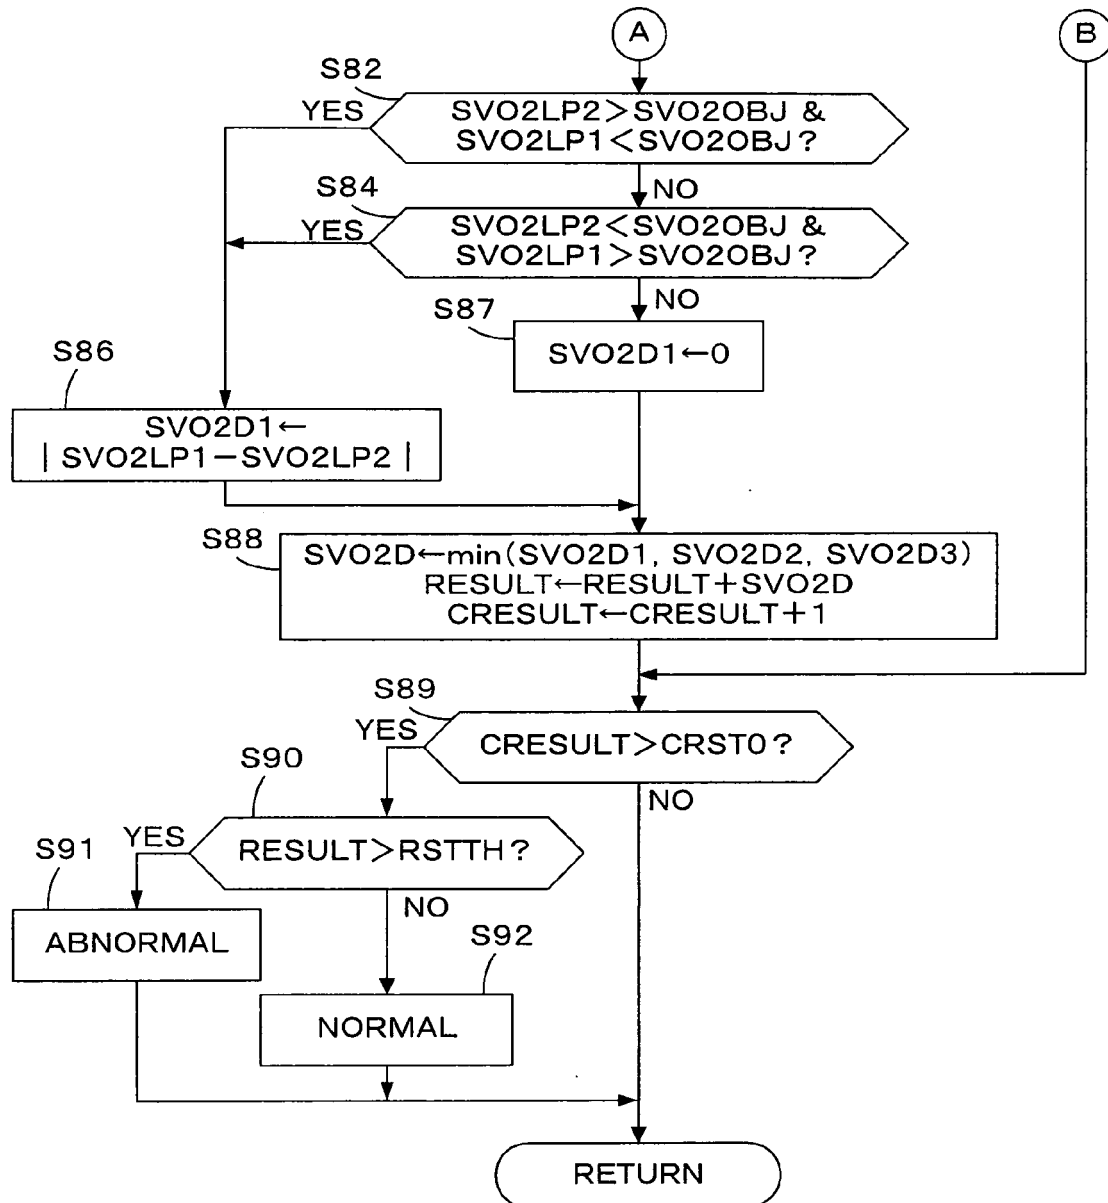 A
B
S82
YES
SVO2LP2>SVO2OBJ &
SVO2LP1<SVO2OBJ?
NO
S84
YES
SVO2LP2<SVO2OBJ &
SVO2LP1>SVO2OBJ?
NO
S87
SVO2D1←0
S86
SVO2D1←
| SVO2LP1−SVO2LP2 |
S88
SVO2D←min(SVO2D1, SVO2D2, SVO2D3)
RESULT←RESULT+SVO2D
CRESULT←CRESULT+1
S89
YES
CRESULT>CRST0?
NO
S90
YES
RESULT>RSTTH?
NO
S91
ABNORMAL
S92
NORMAL
RETURN